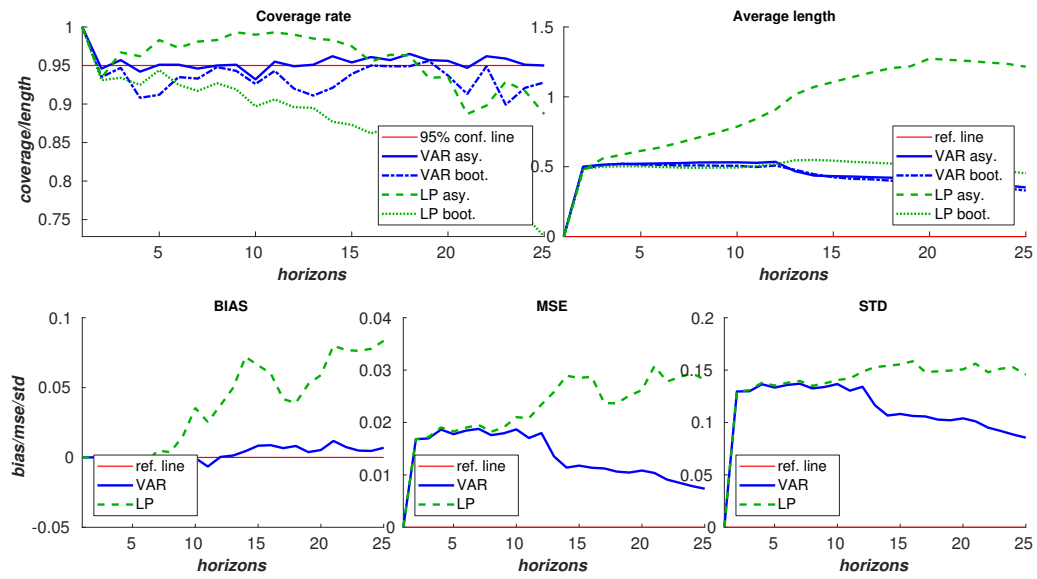 Coverage rate
coverage/length
1
0.95
0.9
0.85
0.8
0.75
5
10
15
20
25
horizons
95% conf. line
VAR asy.
VAR boot.
LP asy.
LP boot.
Average length
1.5
1
0.5
0
5
10
15
20
25
horizons
ref. line
VAR asy.
VAR boot.
LP asy.
LP boot.
BIAS
bias/mse/std
0.1
0.05
0
-0.05
5
10
15
20
25
horizons
ref. line
VAR
LP
MSE
0.04
0.03
0.02
0.01
0
5
10
15
20
25
horizons
ref. line
VAR
LP
STD
0.2
0.15
0.1
0.05
0
5
10
15
20
25
horizons
ref. line
VAR
LP